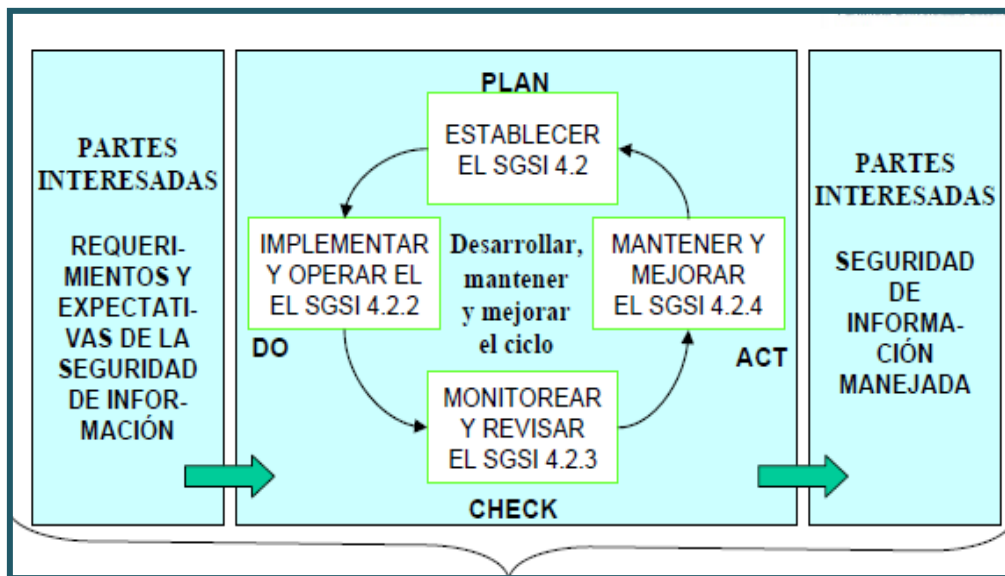 PARTES
INTERESADAS
REQUERI-
MIENTOS Y
EXPECTATI-
VAS DE LA
SEGURIDAD
DE INFOR-
MACIÓN
PLAN
ESTABLECER
EL SGSI 4.2
IMPLEMENTAR
Y OPERAR EL
EL SGSI 4.2.2
DO
Desarrollar,
mantener
y mejorar
el ciclo
MANTENER Y
MEJORAR
EL SGSI 4.2.4
ACT
MONITOREAR
Y REVISAR
EL SGSI 4.2.3
CHECK
PARTES
INTERESADAS
SEGURIDAD
DE
INFORMA-
CIÓN
MANEJADA